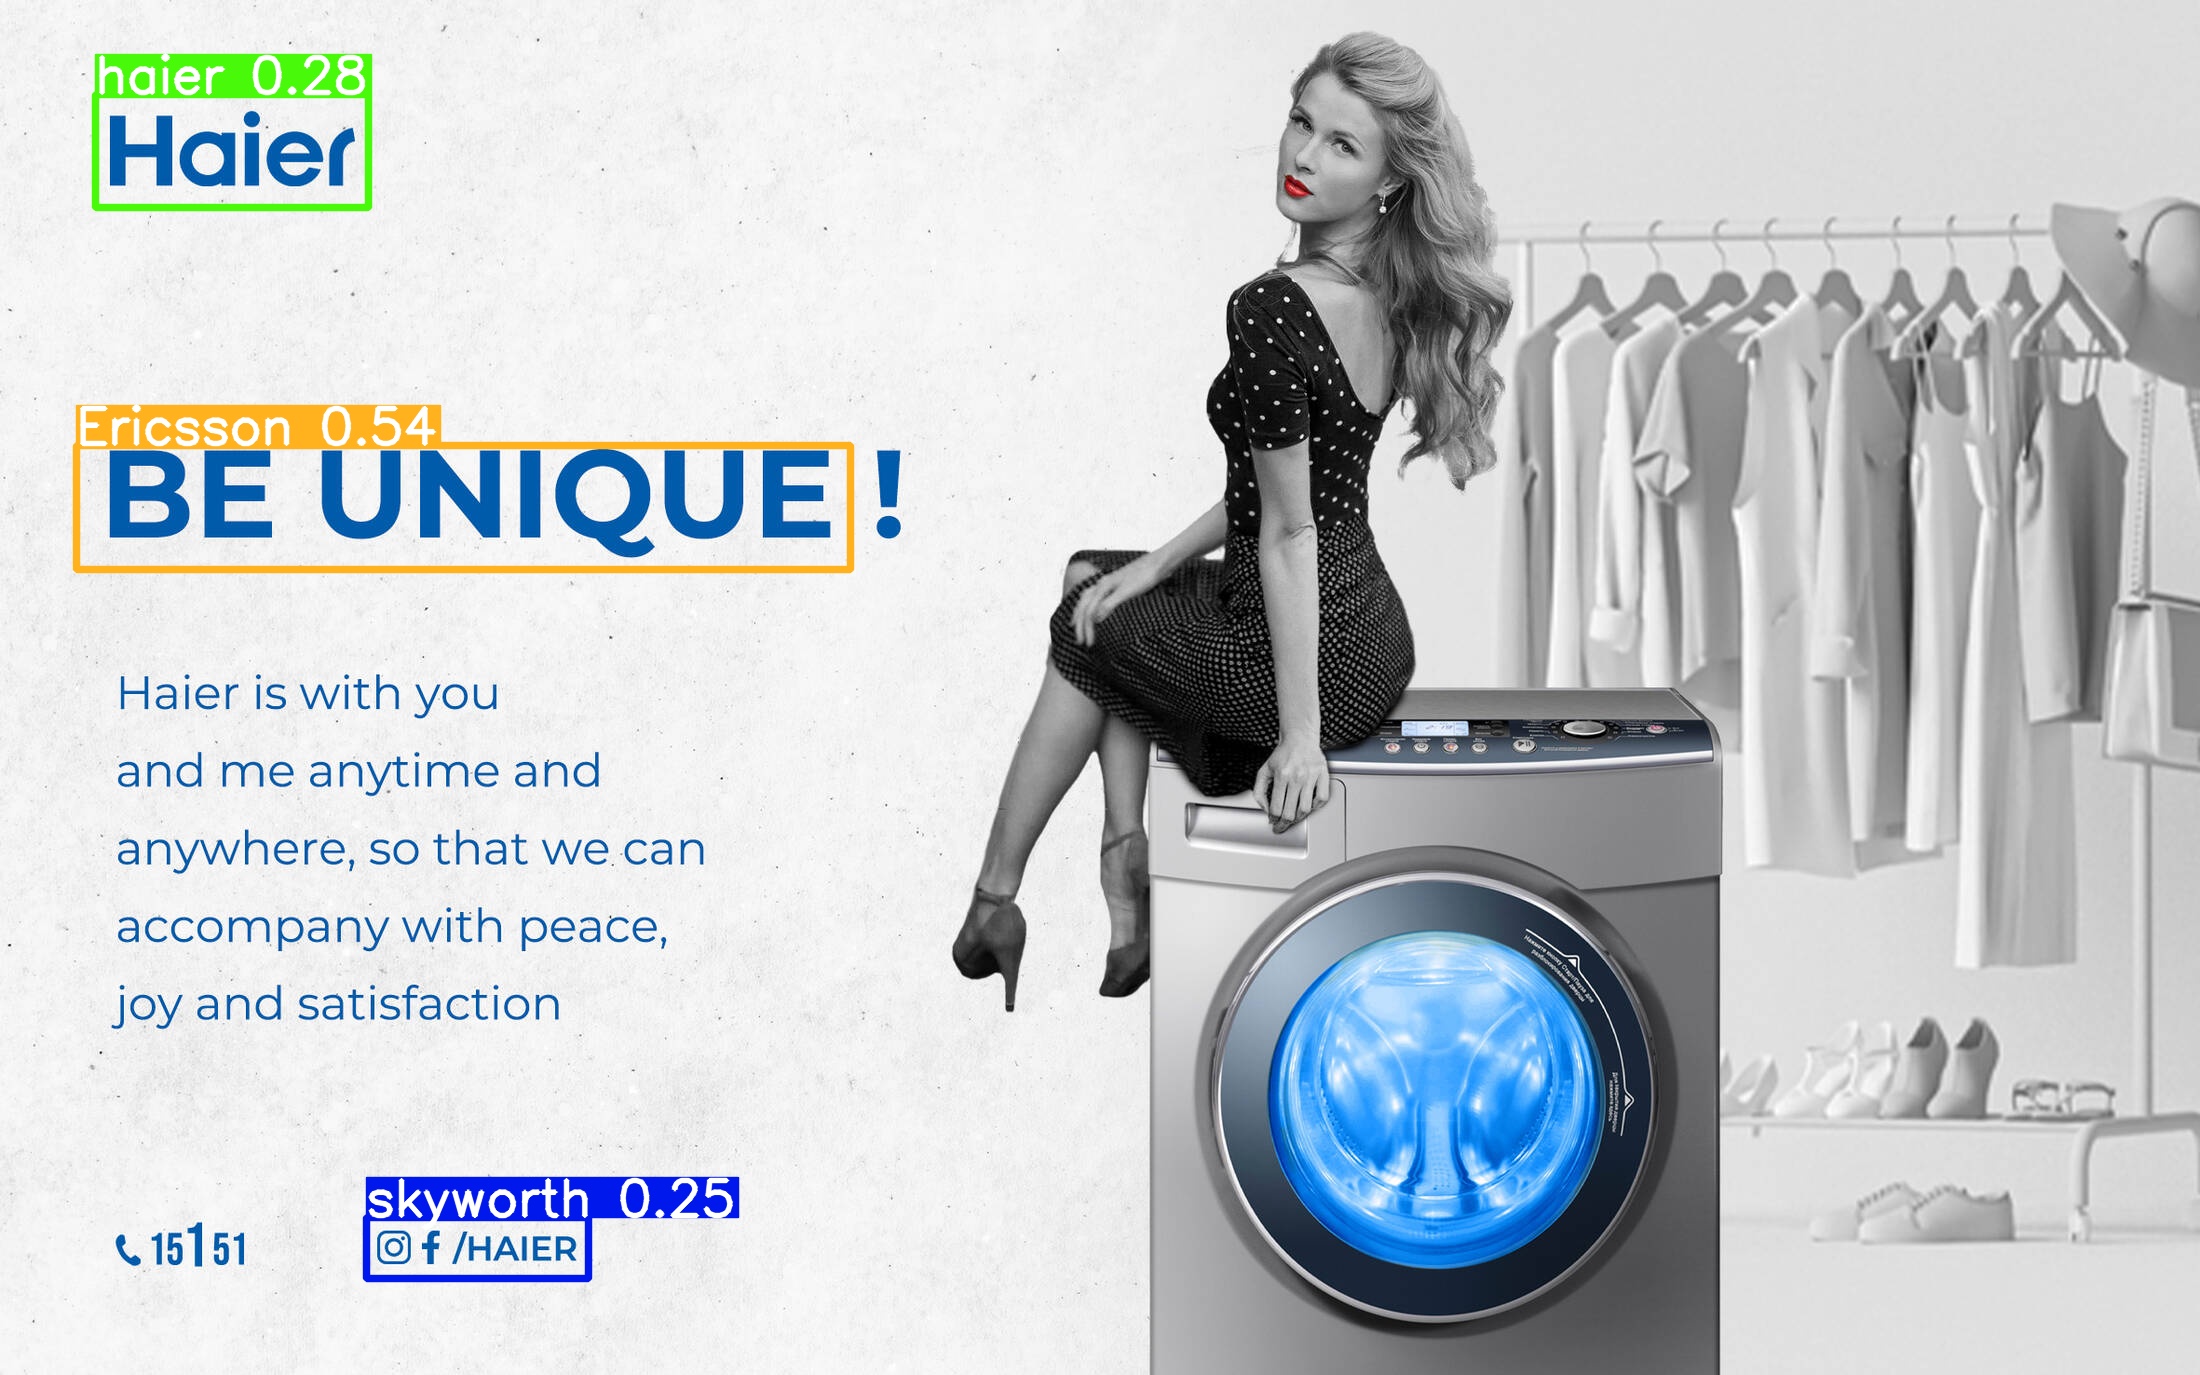 haier 0.28
Haier
Ericsson 0.54
BE UNIQUE !
Haier is with you
and me anytime and
anywhere, so that we can
accompany with peace,
joy and satisfaction
skyworth 0.25
15151
/HAIER